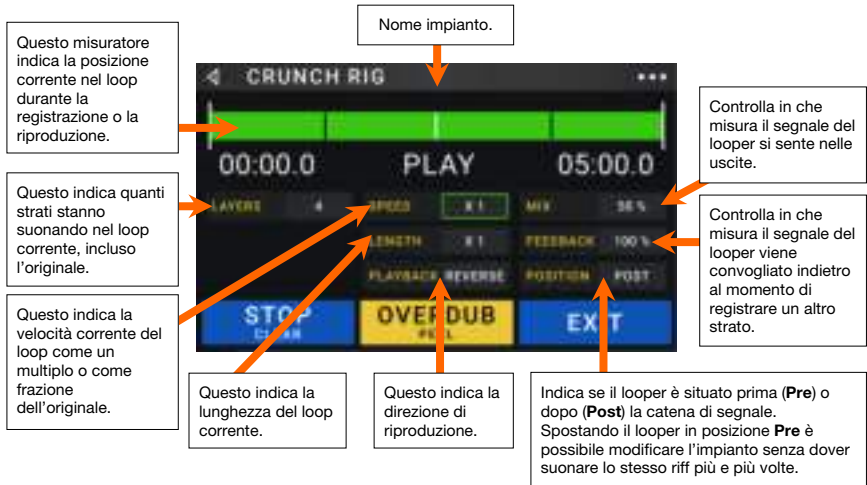 Nome impianto.
Questo misuratore
indica la posizione
corrente nel loop
durante la
registrazione o la
riproduzione.
CRUNCH RIG
00:00.0 PLAY 05:00.0
Controlla in che
misura il segnale del
looper si sente nelle
uscite.
Questo indica quanti
strati stanno
suonando nel loop
corrente, incluso
l'originale.
LAYERS 4 SPEED X 1 MIX 50 %
LENGTH X 1 FEEDBACK 100 %
PLAYBACK REVERSE POSITION POST
Controlla in che
misura il segnale del
looper viene
convogliato indietro
al momento di
registrare un altro
strato.
STOP OVERDUB EXIT
CLEAR PEEL
Questo indica la
velocità corrente del
loop come un
multiplo o come
frazione
dell'originale.
Questo indica la
lunghezza del loop
corrente.
Questo indica la
direzione di
riproduzione.
Indica se il looper è situato prima (Pre) o
dopo (Post) la catena di segnale.
Spostando il looper in posizione Pre è
possibile modificare l'impianto senza dover
suonare lo stesso riff più e più volte.